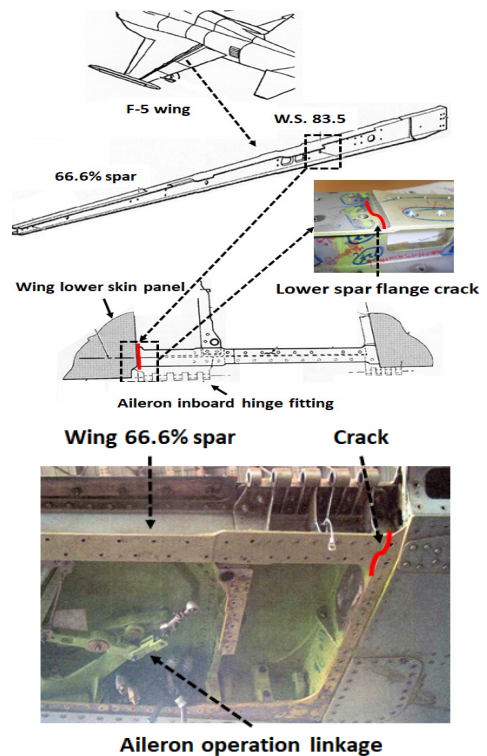 F-5 wing
W.S. 83.5
66.6% spar
Wing lower skin panel
Lower spar flange crack
Aileron inboard hinge fitting
Wing 66.6% spar
Crack
Aileron operation linkage